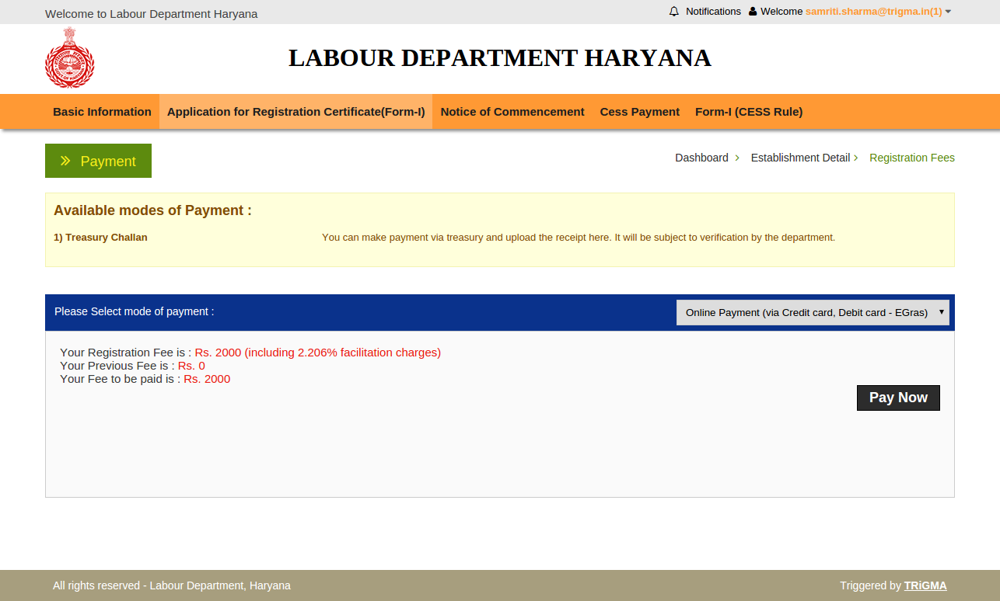 Welcome to Labour Department Haryana
Notifications Welcome samriti.sharma@trigma.in(1)
LABOUR DEPARTMENT HARYANA
Basic Information Application for Registration Certificate(Form-I) Notice of Commencement Cess Payment Form-I (CESS Rule)
Payment
Dashboard Establishment Detail Registration Fees
Available modes of Payment :
1) Treasury Challan You can make payment via treasury and upload the receipt here. It will be subject to verification by the department.
Please Select mode of payment : Online Payment (via Credit card, Debit card - EGras)
Your Registration Fee is : Rs. 2000 (including 2.206% facilitation charges)
Your Previous Fee is : Rs. 0
Your Fee to be paid is : Rs. 2000
Pay Now
All rights reserved - Labour Department, Haryana Triggered by TRiGMA